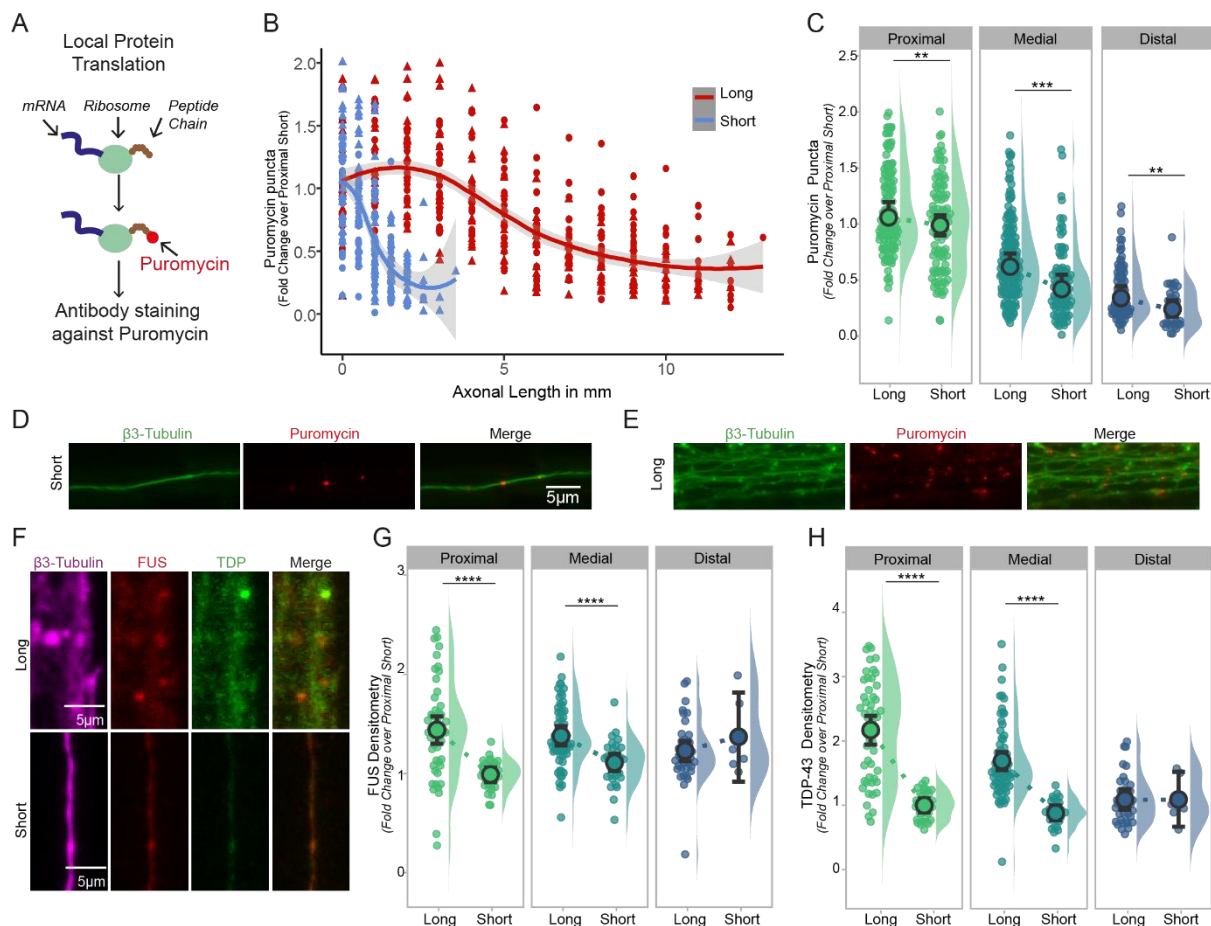 A
Local Protein
Translation
mRNA Ribosome Peptide
Chain
Puromycin
Antibody staining
against Puromycin
B
Puromycin puncta
(Fold Change over Proximal Short)
2.0
1.5
1.0
0.5
0.0
0 5 10
Axonal Length in mm
Long
Short
C
Puromycin Puncta
(Fold Change over Proximal Short)
2.5
2.0
1.5
1.0
0.5
0.0
Proximal Medial Distal
** *** **
Long Short Long Short Long Short
D
β3-Tubulin Puromycin Merge
Short
5µm
E
β3-Tubulin Puromycin Merge
Long
F
β3-Tubulin FUS TDP Merge
Long
5µm
Short
5µm
G
FUS Densitometry
(Fold Change over Proximal Short)
3
2
1
0
Proximal Medial Distal
**** ****
Long Short Long Short Long Short
H
TDP-43 Densitometry
(Fold Change over Proximal Short)
4
3
2
1
0
Proximal Medial Distal
**** ****
Long Short Long Short Long Short